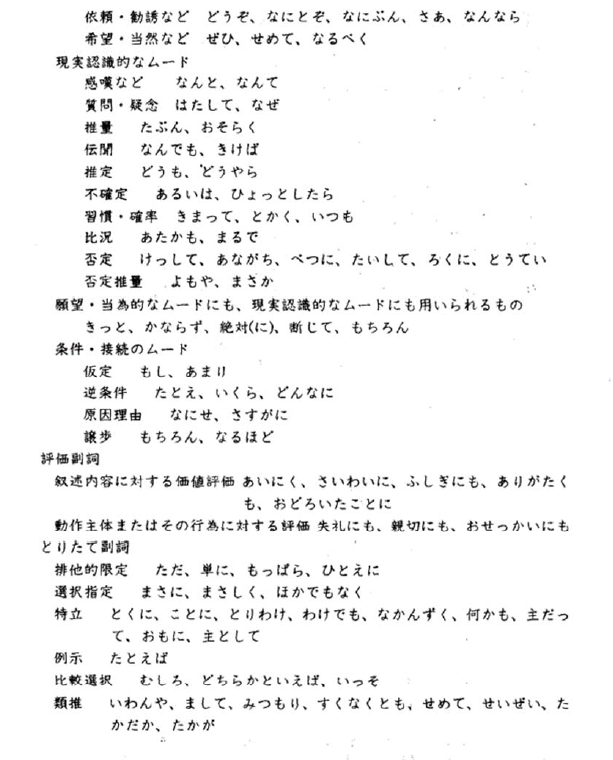 依頼・勧誘など　どうぞ、なにとぞ、なにぶん、さあ、なんなら
希望・当然など　ぜひ、せめて、なるべく
現実認識的なムード
感嘆など　なんと、なんて
質問・疑念　はたして、なぜ
推量　たぶん、おそらく
伝聞　なんでも、きけば
推定　どうも、どうやら
不確定　あるいは、ひょっとしたら
習慣・確率　きまって、とかく、いつも
比況　あたかも、まるで
否定　けっして、あながち、べつに、たいして、ろくに、とうてい
否定推量　よもや、まさか
願望・当為的なムードにも、現実認識的なムードにも用いられるもの
きっと、かならず、絶対(に)、断じて、もちろん
条件・接続のムード
仮定　もし、あまり
逆条件　たとえ、いくら、どんなに
原因理由　なにせ、さすがに
譲歩　もちろん、なるほど
評価副詞
叙述内容に対する価値評価 あいにく、さいわいに、ふしぎにも、ありがたく
も、おどろいたことに
動作主体またはその行為に対する評価 失礼にも、親切にも、おせっかいにも
とりたて副詞
排他的限定　ただ、単に、もっぱら、ひとえに
選択指定　まさに、まさしく、ほかでもなく
特立　とくに、ことに、とりわけ、わけても、なかんずく、何かも、主だっ
て、おもに、主として
例示　たとえば
比較選択　むしろ、どちらかといえば、いっそ
類推　いわんや、まして、みつもり、すくなくとも、せめて、せいぜい、た
かだか、たかが